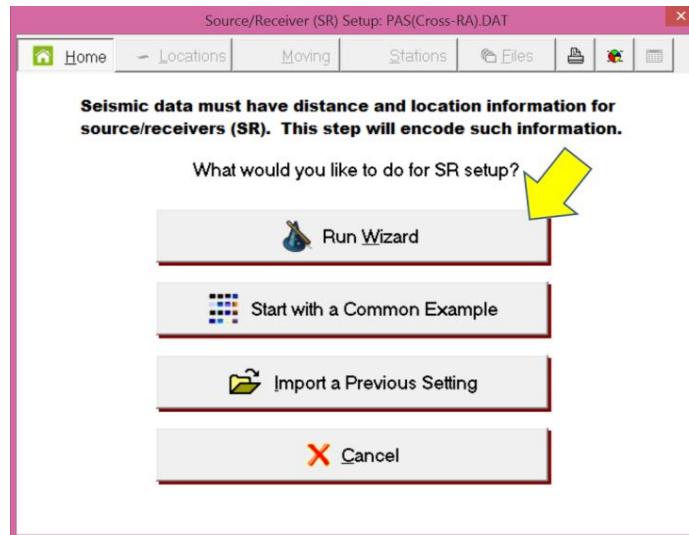 Source/Receiver (SR) Setup: PAS(Cross-RA).DAT
Home Locations Moving Stations Files
Seismic data must have distance and location information for
source/receivers (SR). This step will encode such information.
What would you like to do for SR setup?
Run Wizard
Start with a Common Example
Import a Previous Setting
Cancel